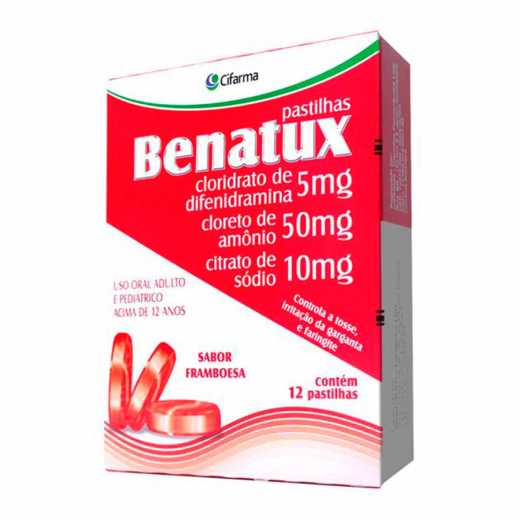 Cifarma
pastilhas
Benatux
cloridrato de
difenidramina 5mg
cloreto de
amônio 50mg
citrato de
sódio 10mg
USO ORAL ADULTO
E PEDIÁTRICO
ACIMA DE 12 ANOS
Controla a tosse,
irritação da garganta
e faringite
SABOR
FRAMBOESA
Contém
12 pastilhas